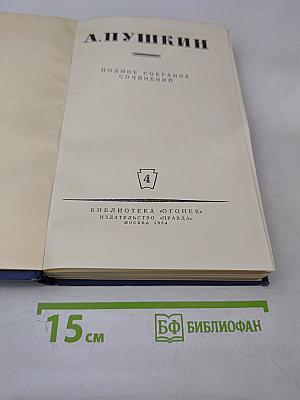 А. ПУШКИН
ПОЛНОЕ СОБРАНИЕ
СОЧИНЕНИЙ
4
БИБЛИОТЕКА «ОГОНЕК»
ИЗДАТЕЛЬСТВО «ПРАВДА»
МОСКВА 1954
15 см
БФ БИБЛИОФАН